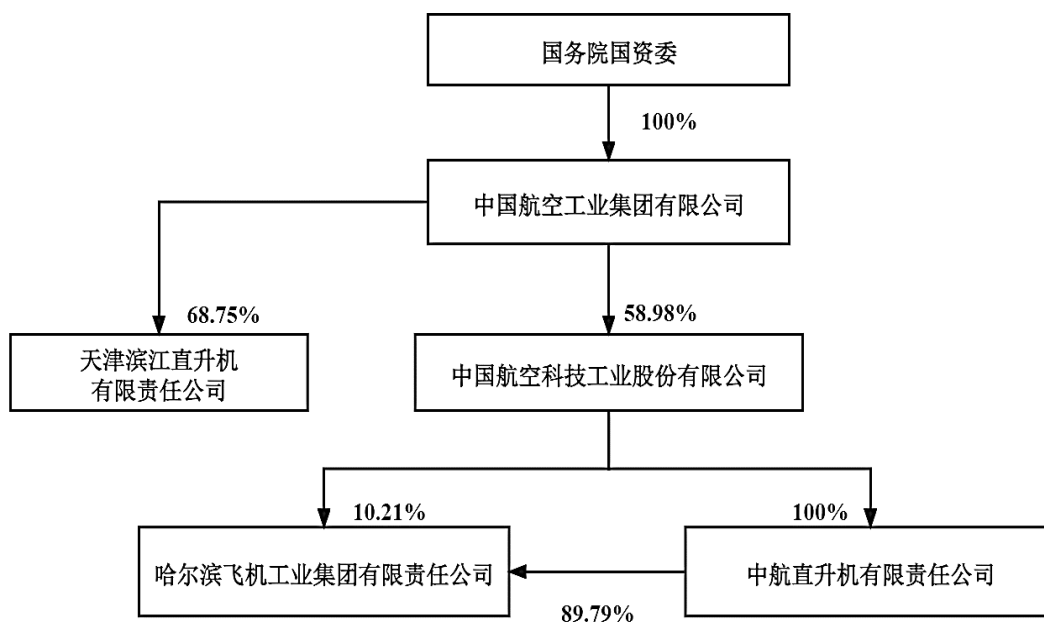 国务院国资委
100%
中国航空工业集团有限公司
68.75%
58.98%
天津滨江直升机
有限责任公司
中国航空科技工业股份有限公司
10.21%
100%
哈尔滨飞机工业集团有限责任公司
中航直升机有限责任公司
89.79%